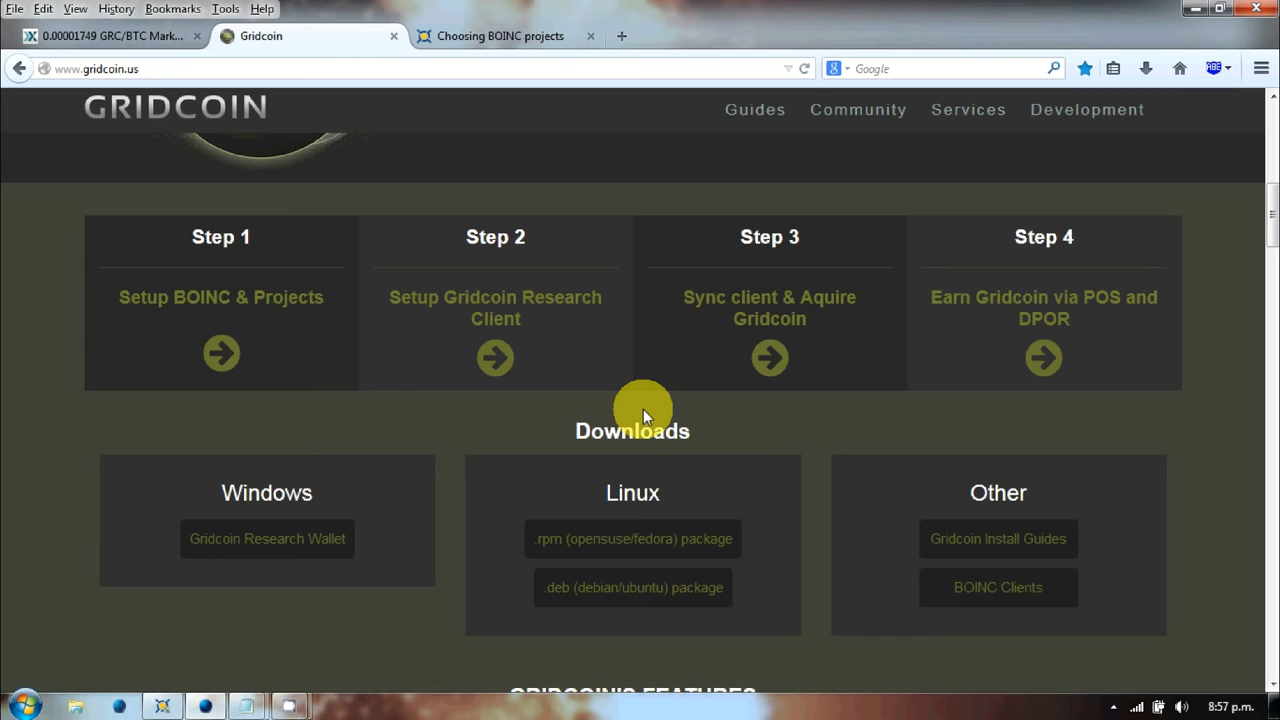 File Edit View History Bookmarks Tools Help
0.00001749 GRC/BTC Mark...
Gridcoin
Choosing BOINC projects
www.gridcoin.us
Google
GRIDCOIN
Guides Community Services Development
Step 1
Setup BOINC & Projects
Step 2
Setup Gridcoin Research
Client
Step 3
Sync client & Aquire
Gridcoin
Step 4
Earn Gridcoin via POS and
DPOR
Downloads
Windows
Gridcoin Research Wallet
Linux
.rpm (opensuse/fedora) package
.deb (debian/ubuntu) package
Other
Gridcoin Install Guides
BOINC Clients
GRIDCOIN'S FEATURES
8:57 p.m.